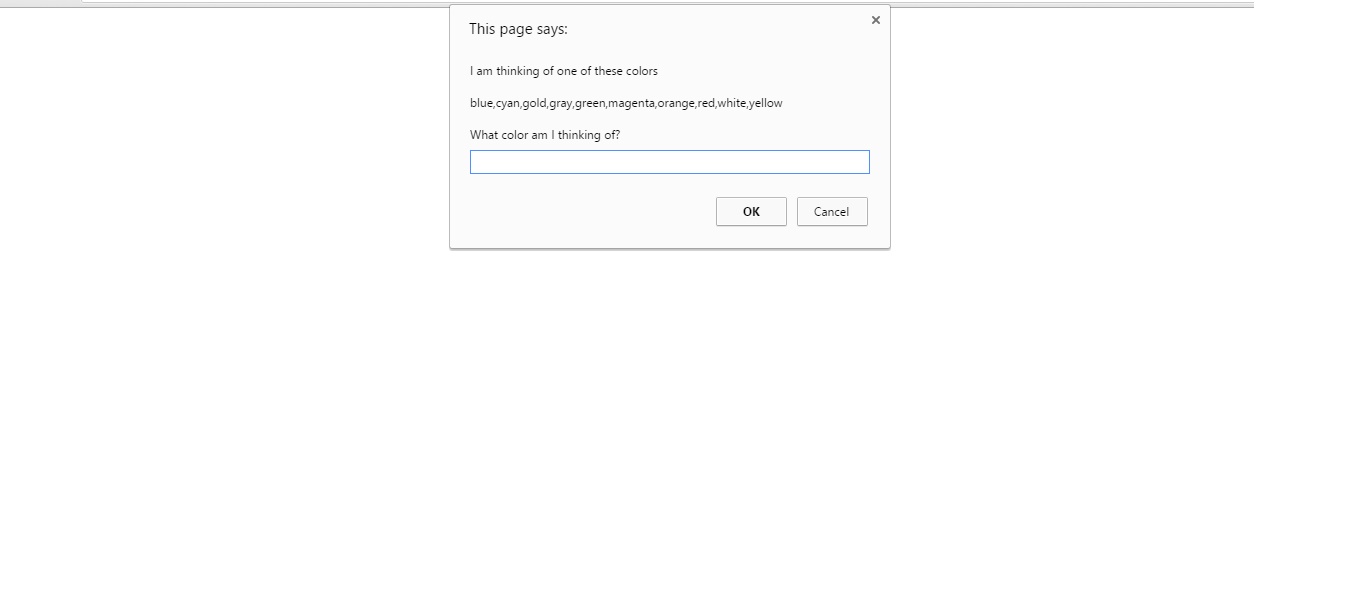 This page says:
I am thinking of one of these colors
blue,cyan,gold,gray,green,magenta,orange,red,white,yellow
What color am I thinking of?
OK Cancel